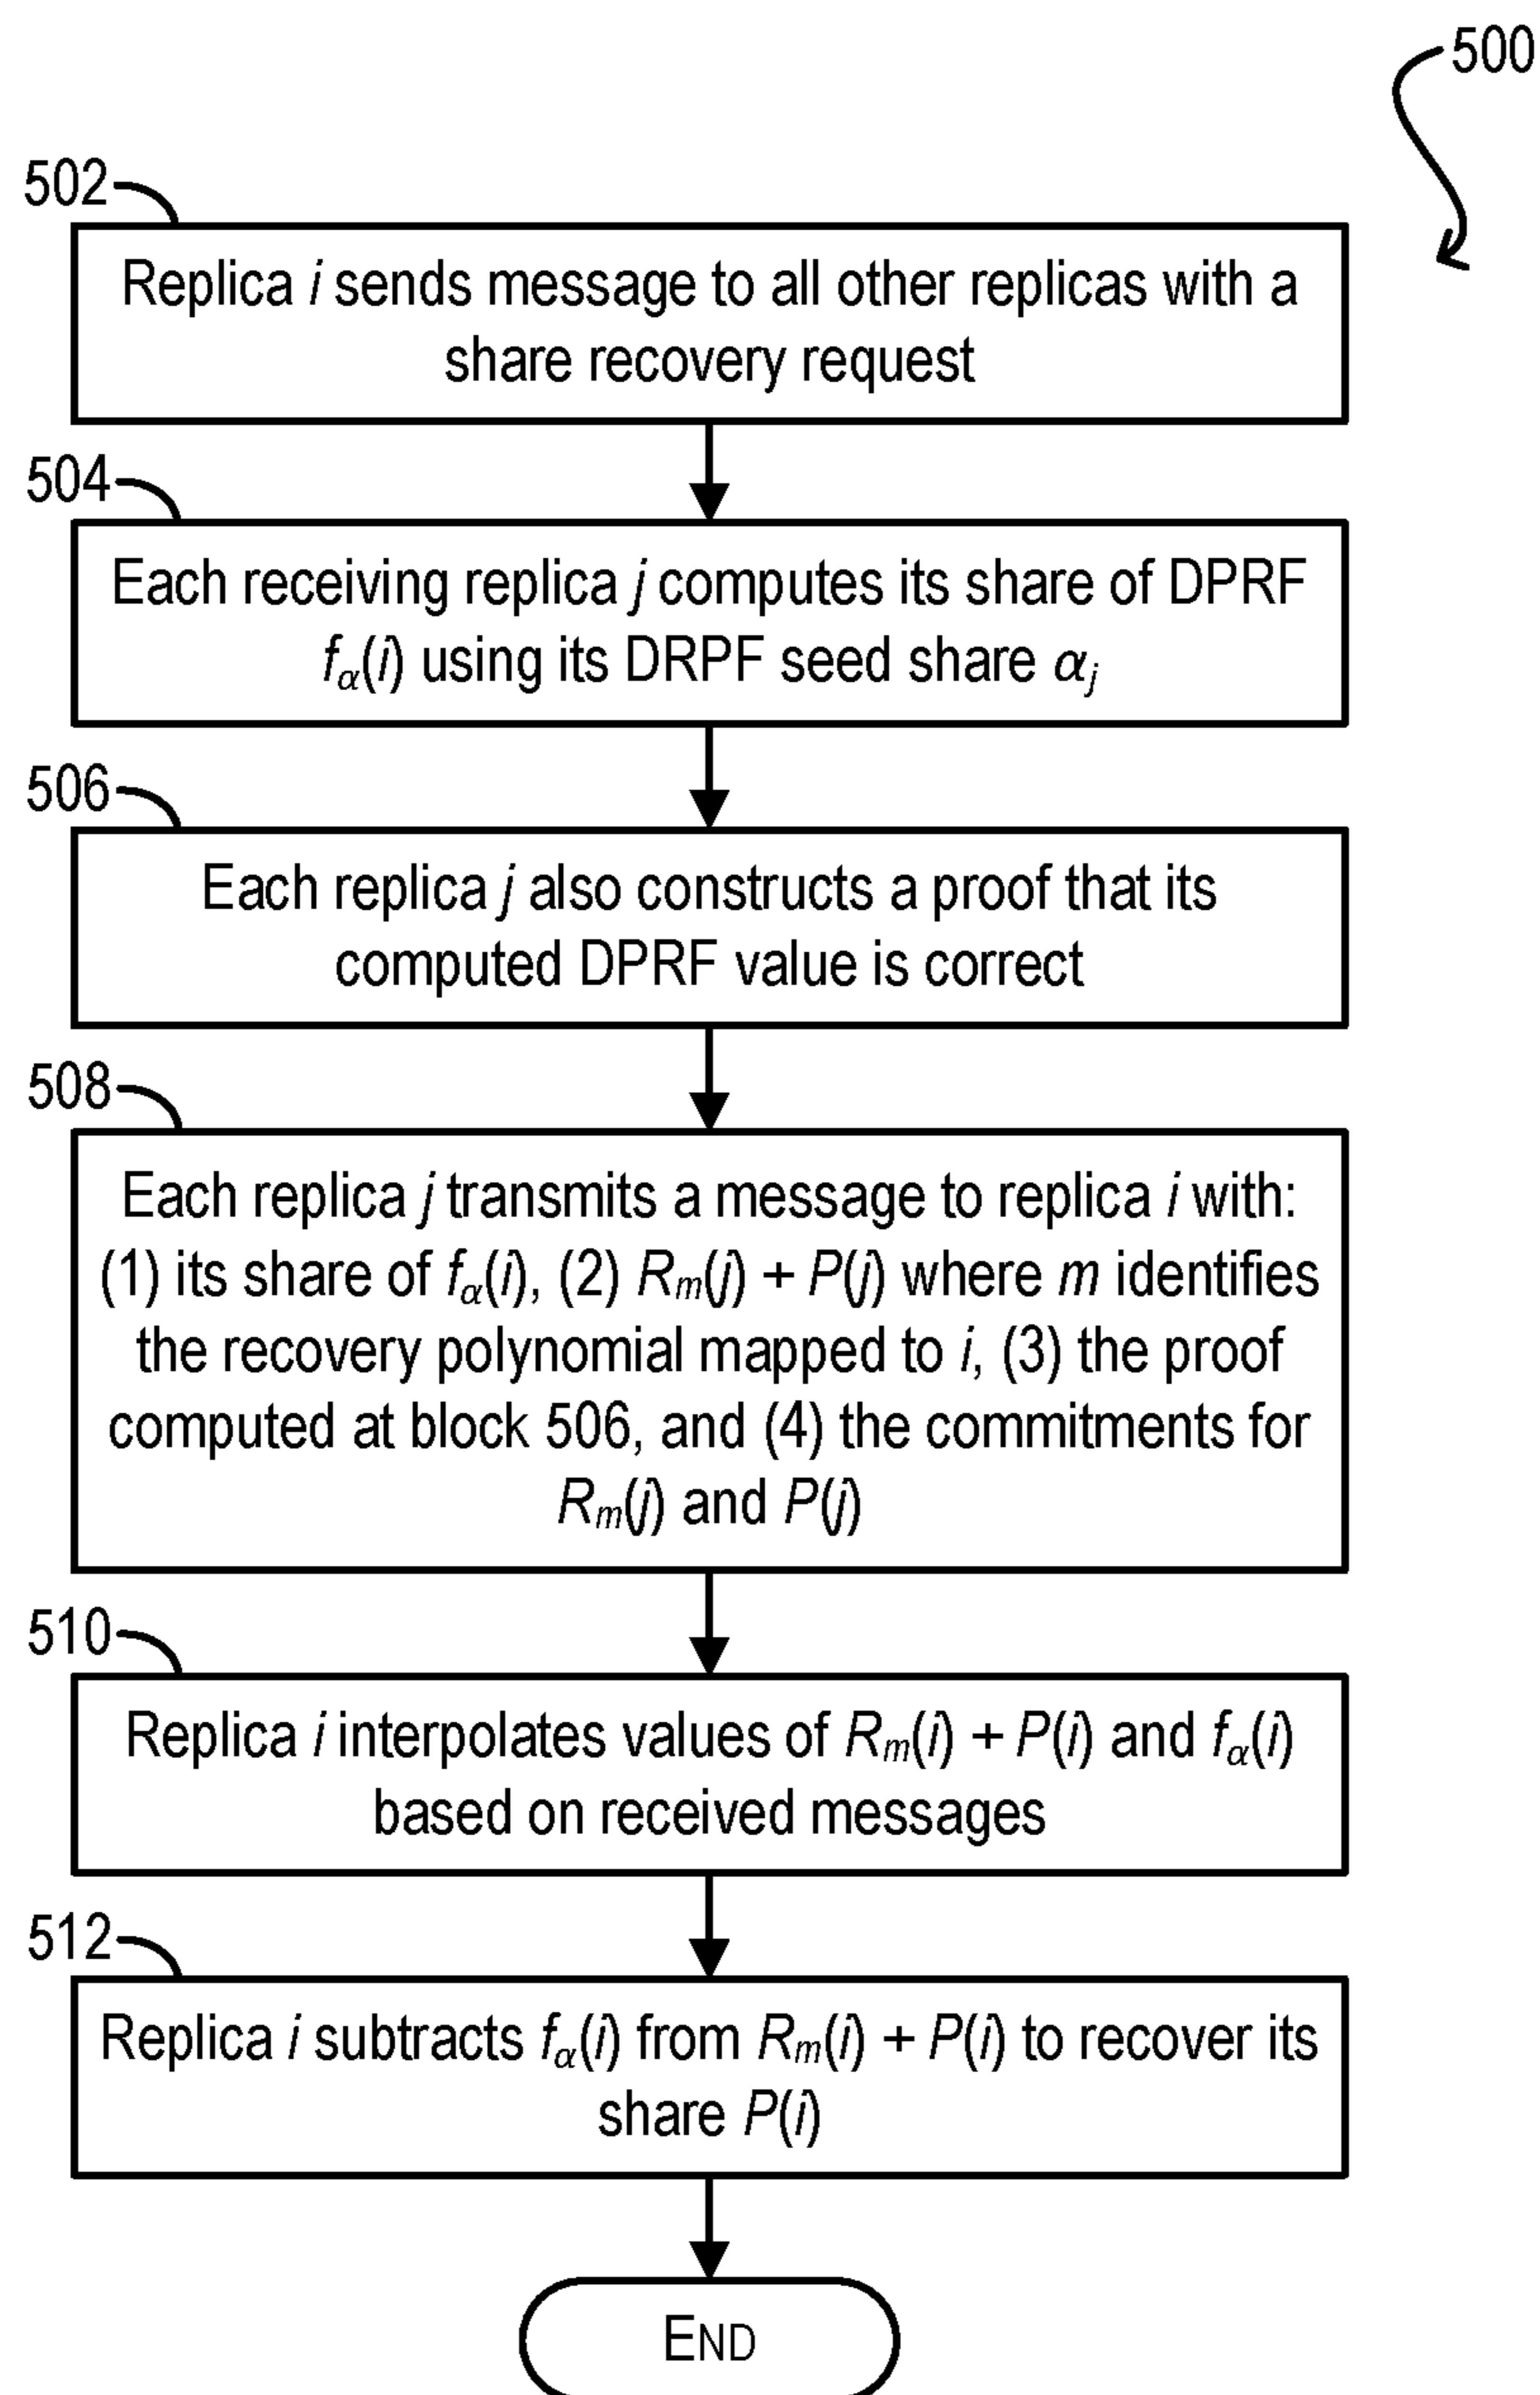 500
502
Replica i sends message to all other replicas with a
share recovery request
504
Each receiving replica j computes its share of DPRF
fα(i) using its DRPF seed share αj
506
Each replica j also constructs a proof that its
computed DPRF value is correct
508
Each replica j transmits a message to replica i with:
(1) its share of fα(i), (2) Rm(j) + P(j) where m identifies
the recovery polynomial mapped to i, (3) the proof
computed at block 506, and (4) the commitments for
Rm(j) and P(j)
510
Replica i interpolates values of Rm(i) + P(i) and fα(i)
based on received messages
512
Replica i subtracts fα(i) from Rm(i) + P(i) to recover its
share P(i)
END